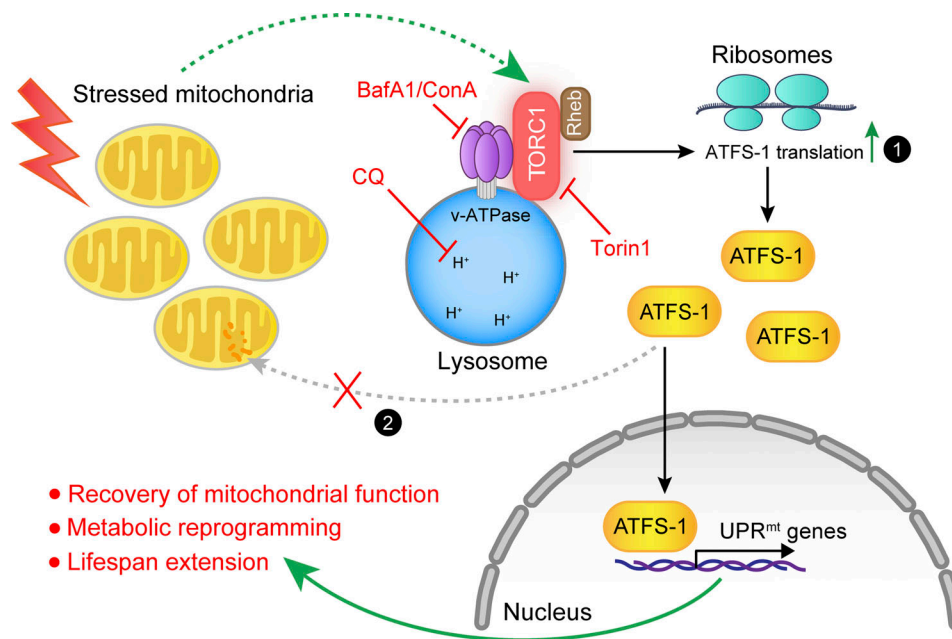 Stressed mitochondria
BafA1/ConA
TORC1
Rheb
Ribosomes
ATFS-1 translation
1
CQ
v-ATPase
Torin1
H⁺
H⁺
H⁺
H⁺
Lysosome
ATFS-1
ATFS-1
ATFS-1
2
• Recovery of mitochondrial function
• Metabolic reprogramming
• Lifespan extension
ATFS-1
UPRᵐᵗ genes
Nucleus